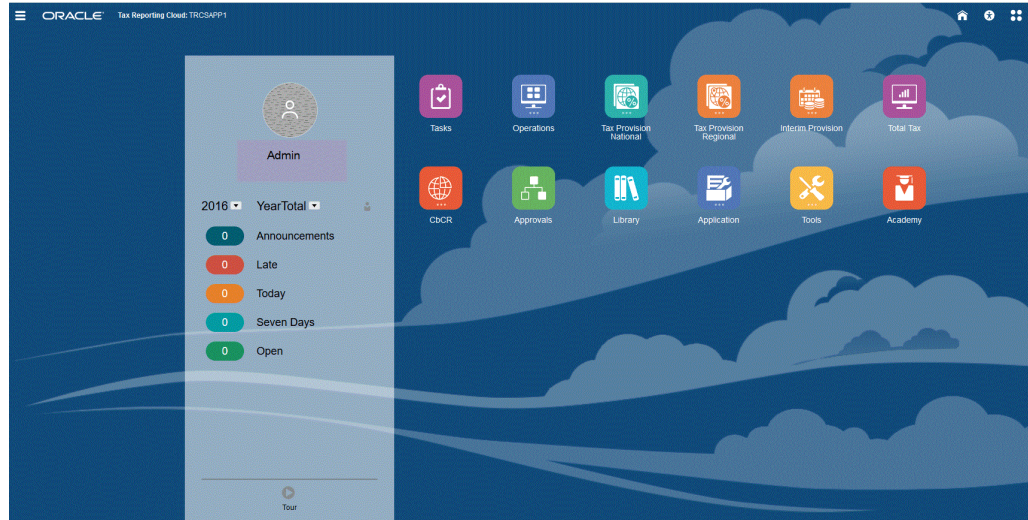 ORACLE® Tax Reporting Cloud: TRCSAPP1
Admin
2016 YearTotal
0 Announcements
0 Late
0 Today
0 Seven Days
0 Open
Tour
Tasks Operations Tax Provision National Tax Provision Regional Interim Provision Total Tax
CbCR Approvals Library Application Tools Academy